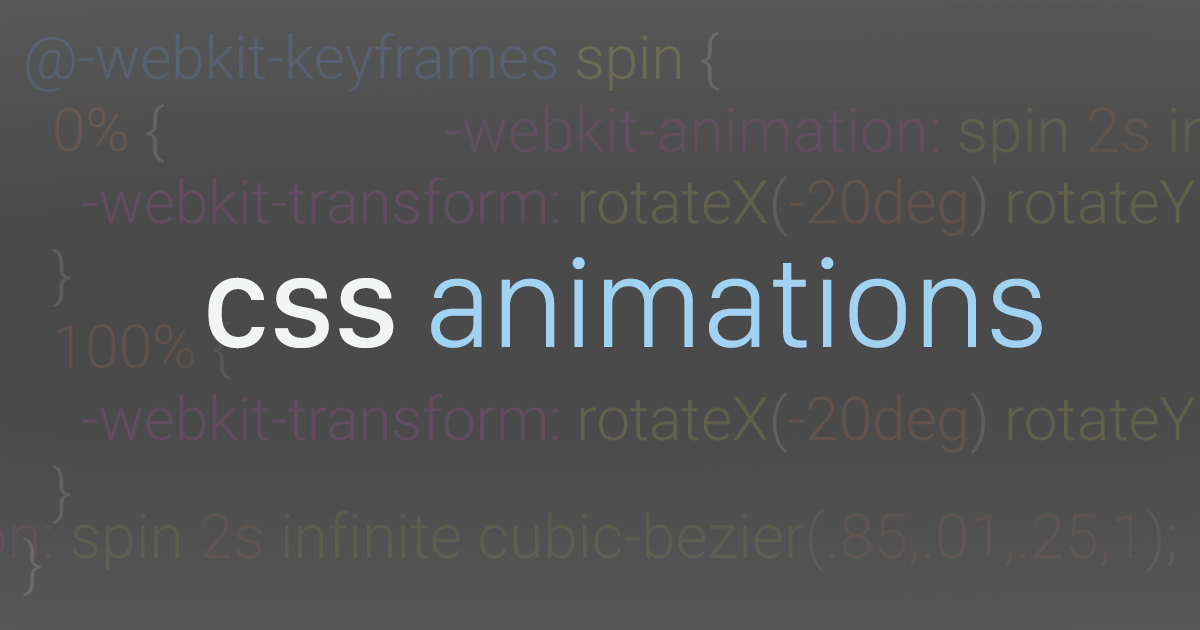 @-webkit-keyframes spin {
0% {
-webkit-animation: spin 2s in
-webkit-transform: rotateX(-20deg) rotateY
}
css animations
100% {
-webkit-transform: rotateX(-20deg) rotateY
}
n: spin 2s infinite cubic-bezier(.85,.01,.25,1);
}